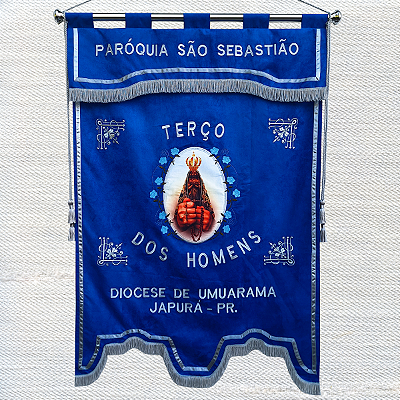 PARÓQUIA SÃO SEBASTIÃO
TERÇO
DOS HOMENS
DIOCESE DE UMUARAMA
JAPURÁ - PR.